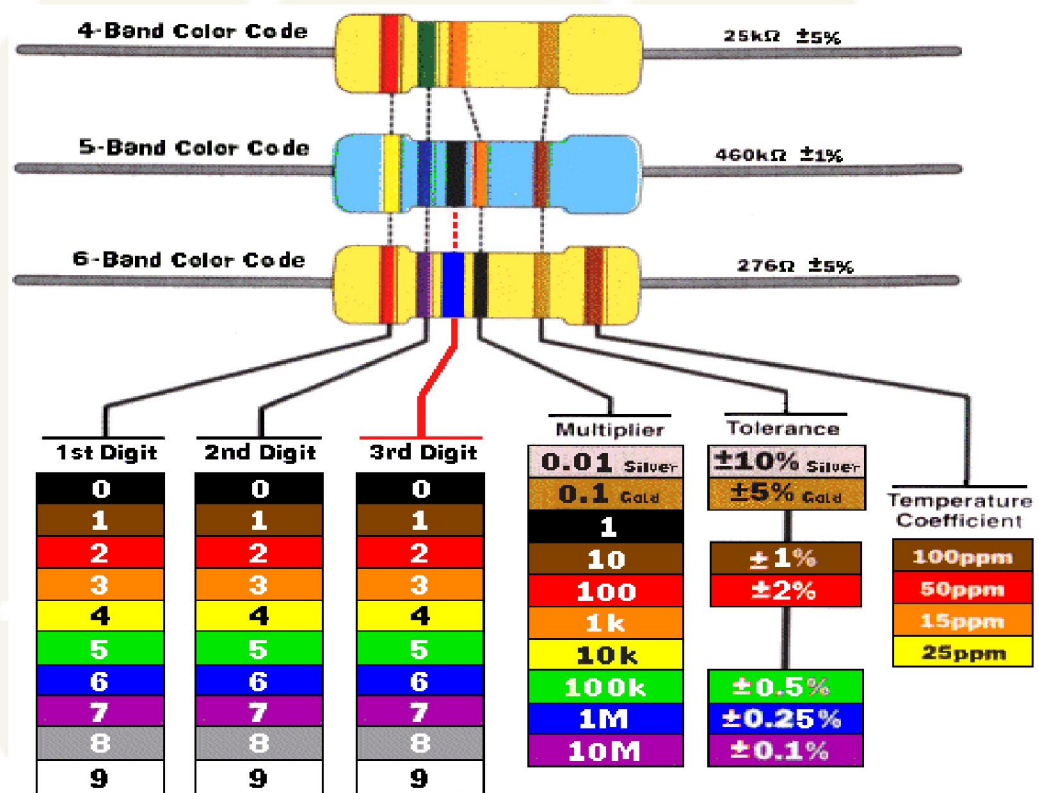 4-Band Color Code
25kΩ ±5%
5-Band Color Code
460kΩ ±1%
6-Band Color Code
276Ω ±5%
1st Digit
0
1
2
3
4
5
6
7
8
9
2nd Digit
0
1
2
3
4
5
6
7
8
9
3rd Digit
0
1
2
3
4
5
6
7
8
9
Multiplier
0.01 Silver
0.1 Gold
1
10
100
1k
10k
100k
1M
10M
Tolerance
±10% Silver
±5% Gold
±1%
±2%
±0.5%
±0.25%
±0.1%
Temperature
Coefficient
100ppm
50ppm
15ppm
25ppm